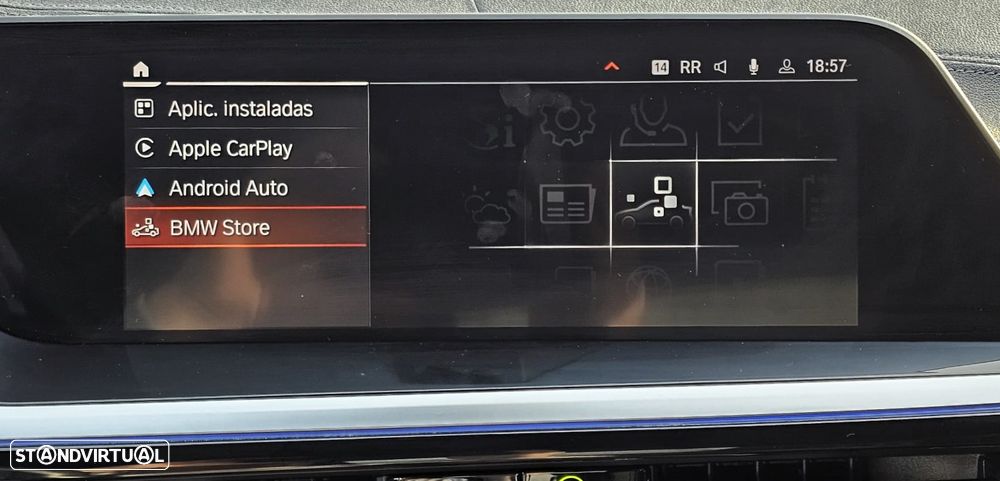 14 RR 18:57
Aplic. instaladas
Apple CarPlay
Android Auto
BMW Store
STANDVIRTUAL